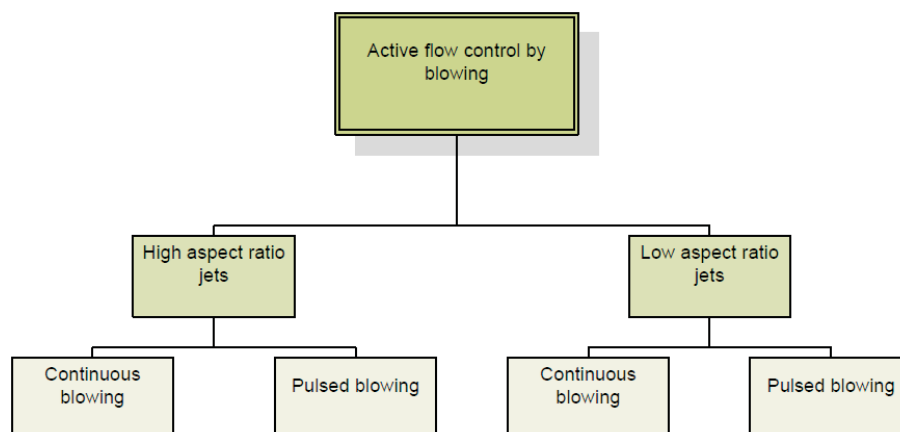 Active flow control by
blowing
High aspect ratio
jets
Low aspect ratio
jets
Continuous
blowing
Pulsed blowing
Continuous
blowing
Pulsed blowing